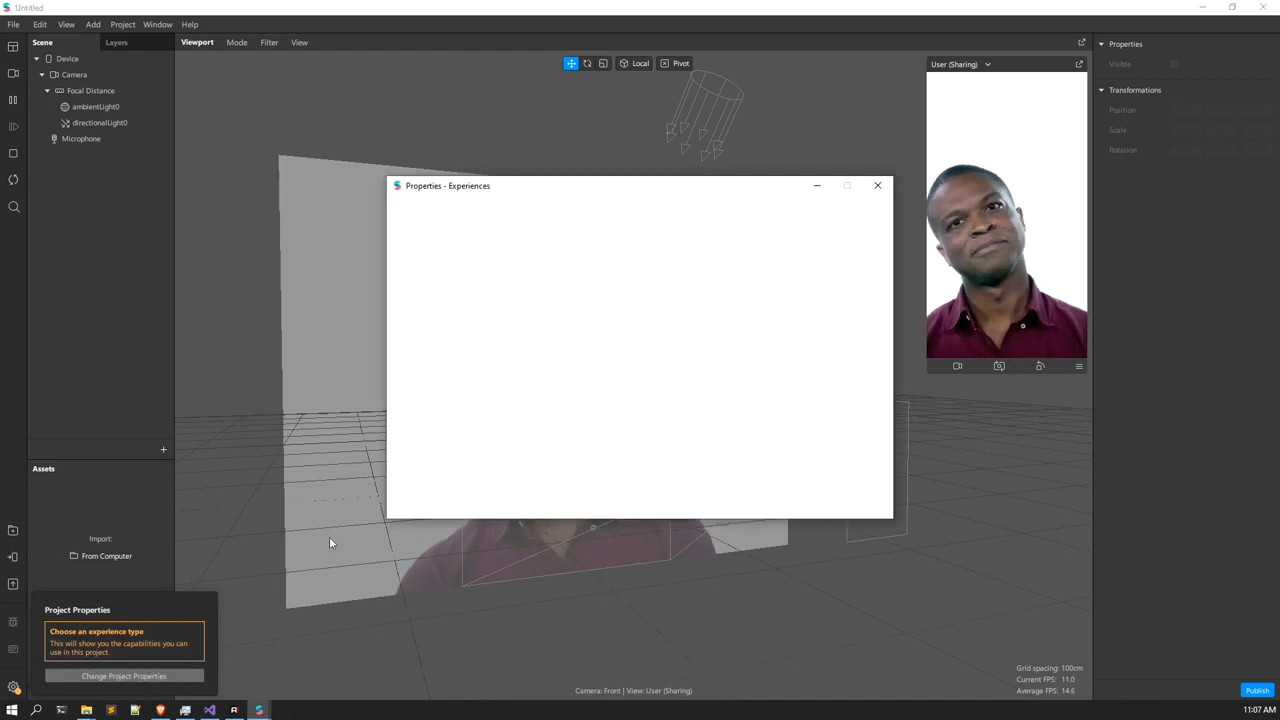 Untitled
File Edit View Add Project Window Help
Scene Layers
Device
Camera
Focal Distance
ambientLight0
directionalLight0
Microphone
Assets
Import:
From Computer
Project Properties
Choose an experience type
This will show you the capabilities you can
use in this project.
Change Project Properties
Viewport Mode Filter View
Local Pivot
Properties - Experiences
User (Sharing)
Grid spacing: 100cm
Current FPS: 11.0
Average FPS: 14.6
Camera: Front | View: User (Sharing)
Properties
Visible
Transformations
Position
Scale
Rotation
Publish
11:07 AM